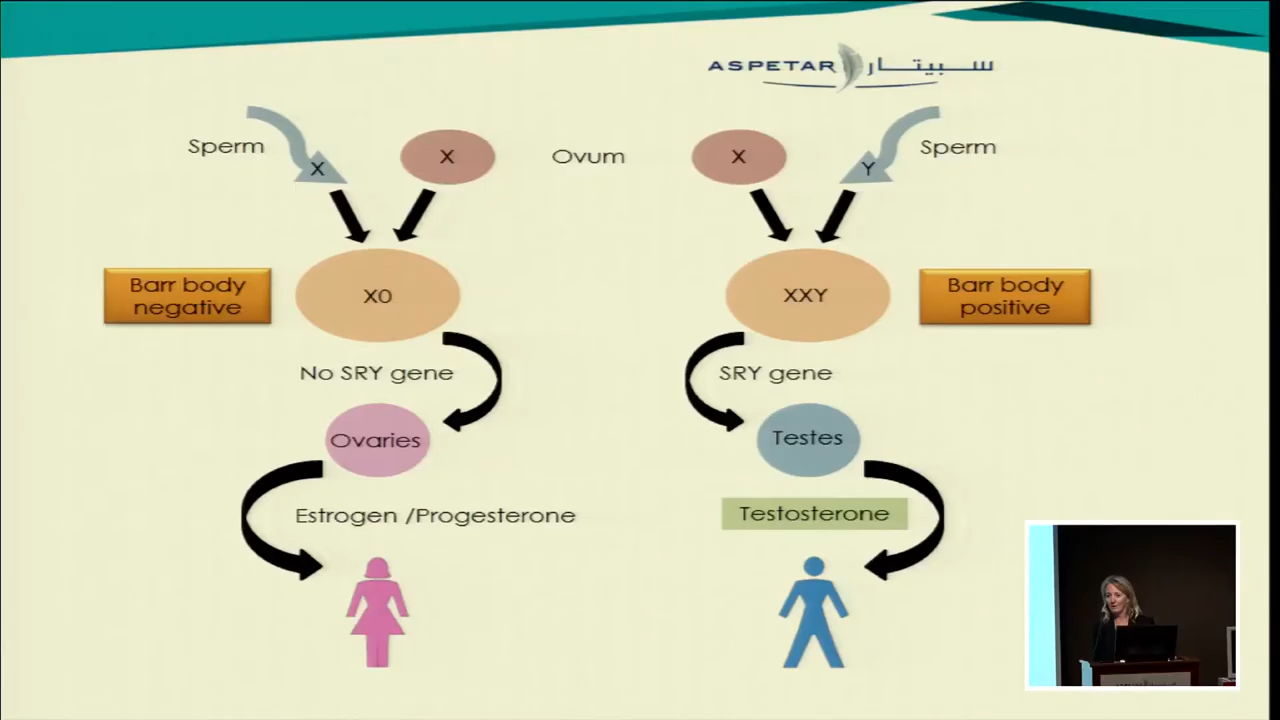 ASPETAR سبيتار
Sperm
X
X
Ovum
X
Y
Sperm
Barr body
negative
X0
XXY
Barr body
positive
No SRY gene
SRY gene
Ovaries
Testes
Estrogen /Progesterone
Testosterone